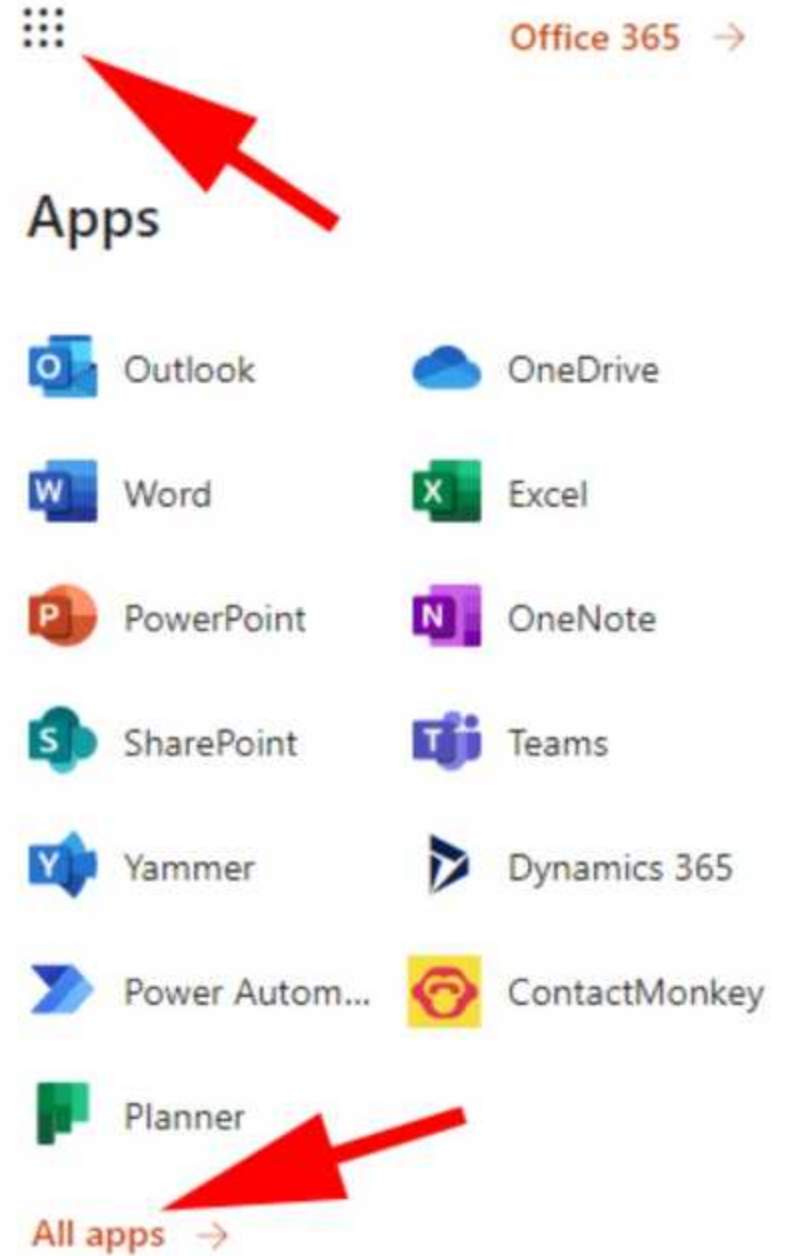 Office 365 →
Apps
Outlook
OneDrive
Word
Excel
PowerPoint
OneNote
SharePoint
Teams
Yammer
Dynamics 365
Power Autom...
ContactMonkey
Planner
All apps →